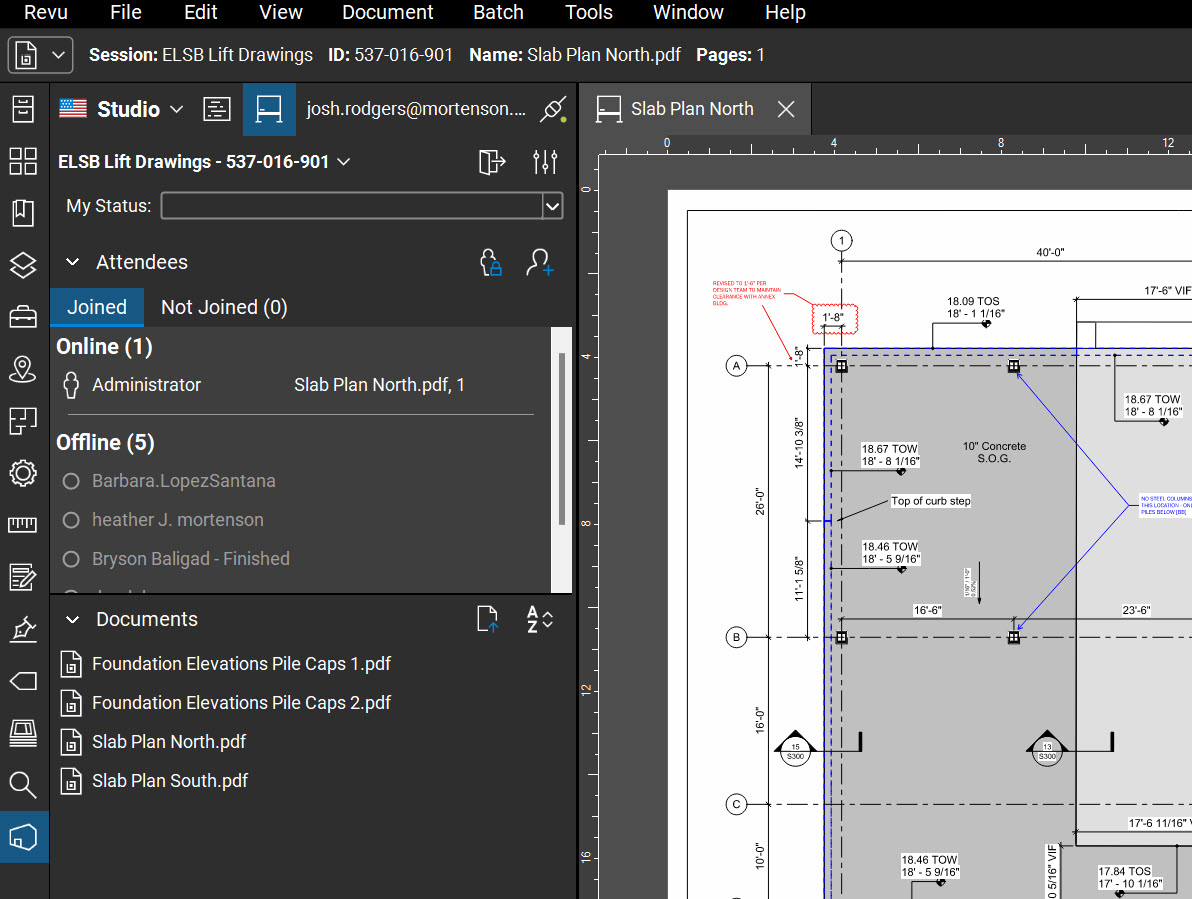 Revu File Edit View Document Batch Tools Window Help
Session: ELSB Lift Drawings ID: 537-016-901 Name: Slab Plan North.pdf Pages: 1
Studio
josh.rodgers@mortenson....
ELSB Lift Drawings - 537-016-901
My Status:
Attendees
Joined Not Joined (0)
Online (1)
Administrator Slab Plan North.pdf, 1
Offline (5)
Barbara.LopezSantana
heather J. mortenson
Bryson Baligad - Finished
Documents
A
Z
Foundation Elevations Pile Caps 1.pdf
Foundation Elevations Pile Caps 2.pdf
Slab Plan North.pdf
Slab Plan South.pdf
Slab Plan North
0 4 8 12
0
4
8
12
16
1
40'-0"
REVISED TO 1'-6" PER
DESIGN TEAM TO MAINTAIN
CLEARANCE WITH ANNEX
BLDG.
1'-8"
18.09 TOS
18' - 1 1/16"
17'-6" VIF
1'-8"
A
18.67 TOW
18' - 8 1/16"
14'-10 3/8"
18.67 TOW
18' - 8 1/16"
10" Concrete
S.O.G.
26'-0"
Top of curb step
NO STEEL COLUMNS
THIS LOCATION - ONL
PILES BELOW [BB]
18.46 TOW
18' - 5 9/16"
11'-1 5/8"
16'-6"
23'-6"
B
16'-0"
15
S300
13
S300
C
17'-6 11/16"
10'-0"
18.46 TOW
18' - 5 9/16"
0 5/16" VIF
17.84 TOS
17' - 10 1/16"